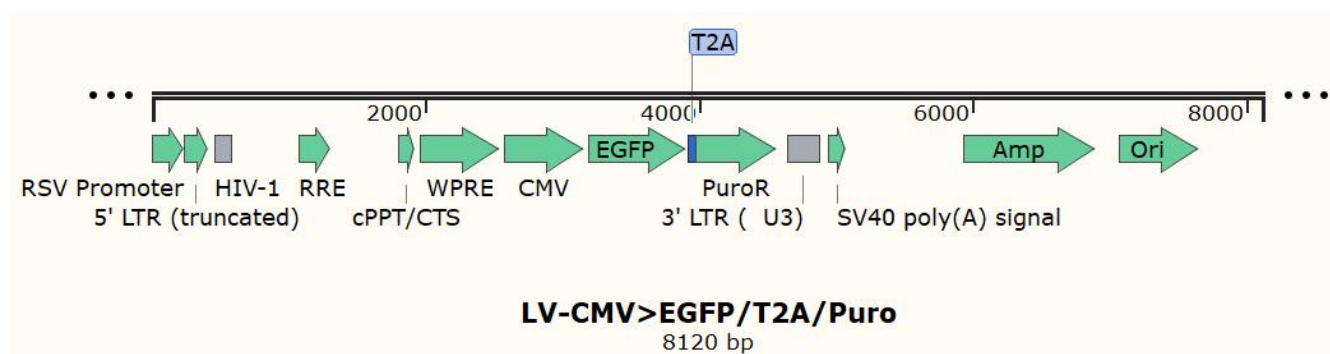 T2A
2000 4000 6000 8000
EGFP Amp Ori
RSV Promoter HIV-1 RRE WPRE CMV PuroR
5' LTR (truncated) cPPT/CTS 3' LTR ( U3) SV40 poly(A) signal
LV-CMV>EGFP/T2A/Puro
8120 bp